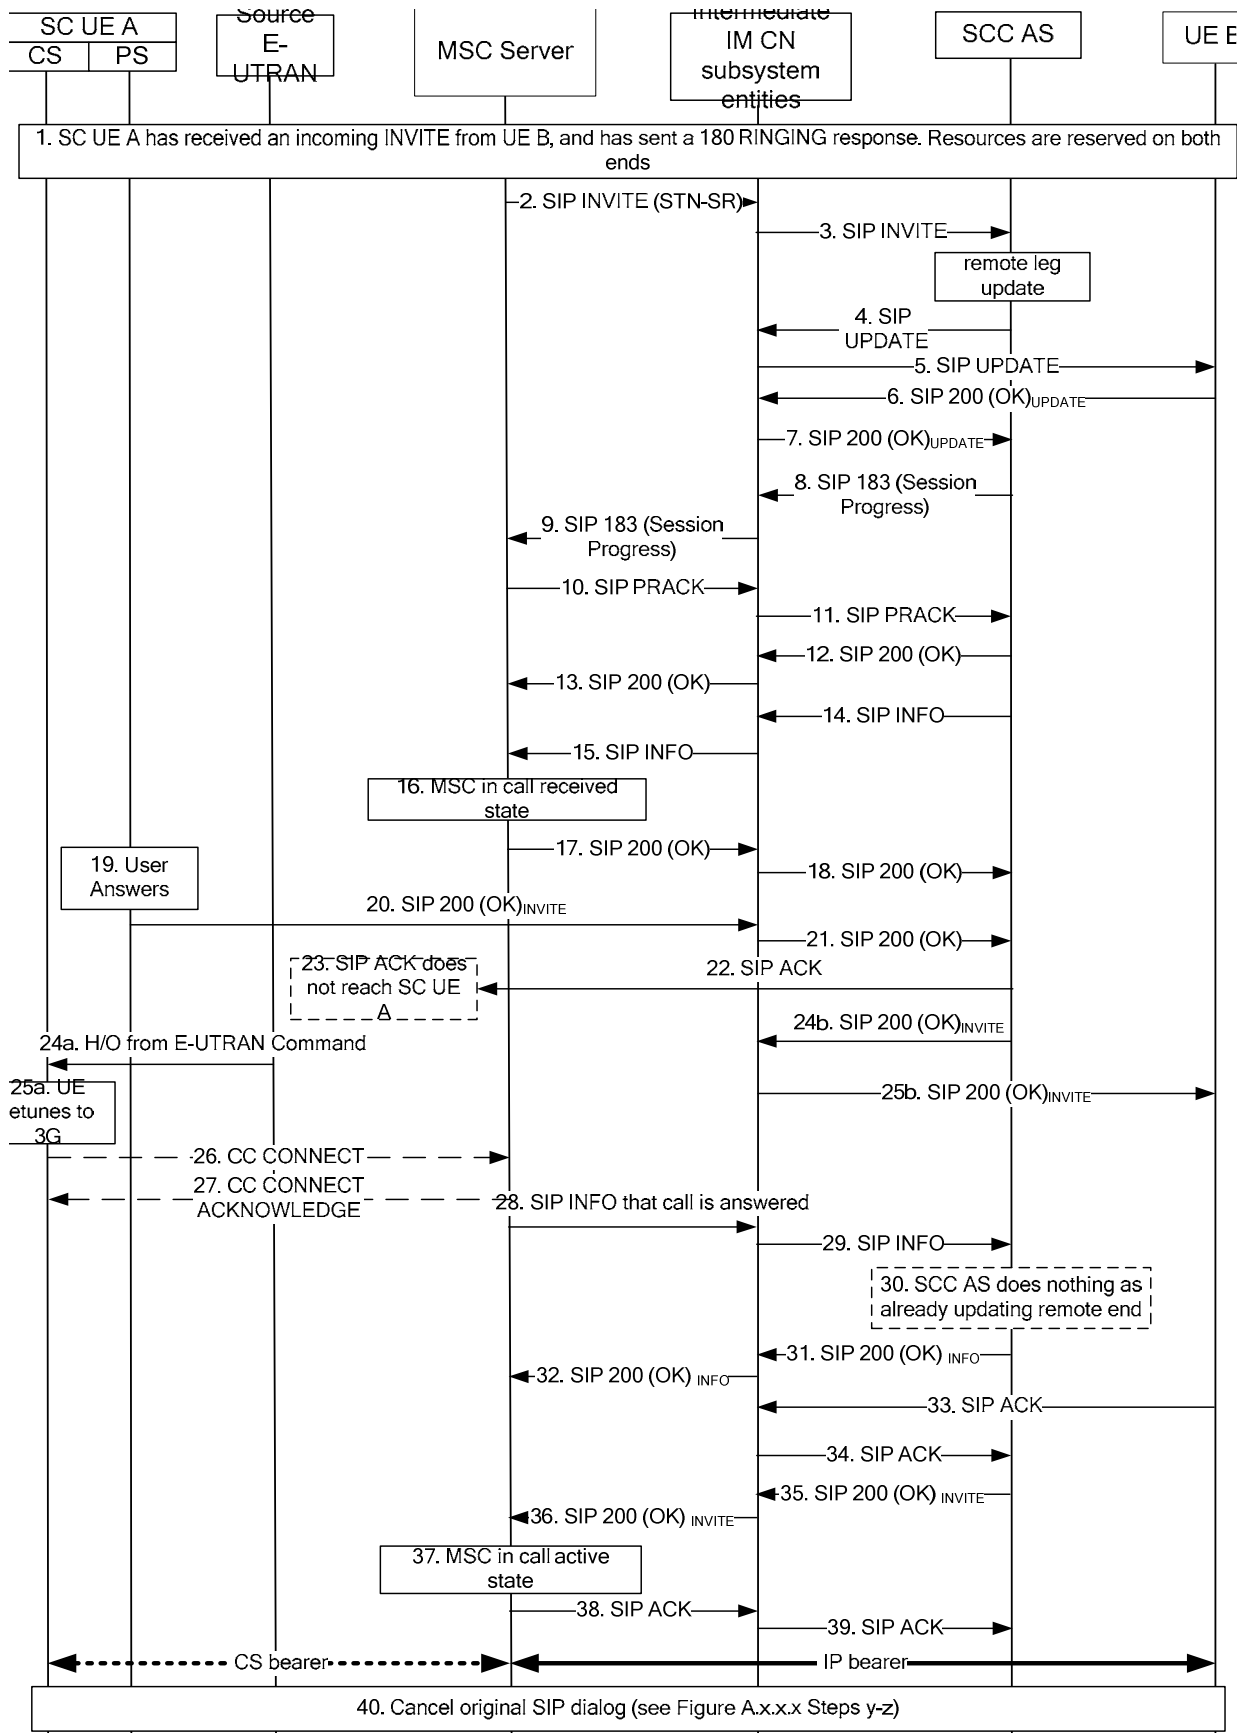 SC UE A
CS
PS
Source
E-
UTRAN
MSC Server
Intermediate
IM CN
subsystem
entities
SCC AS
UE B
1. SC UE A has received an incoming INVITE from UE B, and has sent a 180 RINGING response. Resources are reserved on both
ends
2. SIP INVITE (STN-SR)
3. SIP INVITE
remote leg
update
4. SIP
UPDATE
5. SIP UPDATE
6. SIP 200 (OK)UPDATE
7. SIP 200 (OK)UPDATE
8. SIP 183 (Session
Progress)
9. SIP 183 (Session
Progress)
10. SIP PRACK
11. SIP PRACK
12. SIP 200 (OK)
13. SIP 200 (OK)
14. SIP INFO
15. SIP INFO
16. MSC in call received
state
17. SIP 200 (OK)
18. SIP 200 (OK)
19. User
Answers
20. SIP 200 (OK)INVITE
21. SIP 200 (OK)
22. SIP ACK
23. SIP ACK does
not reach SC UE
A
24b. SIP 200 (OK)INVITE
24a. H/O from E-UTRAN Command
25a. UE
etunes to
3G
25b. SIP 200 (OK)INVITE
26. CC CONNECT
27. CC CONNECT
ACKNOWLEDGE
28. SIP INFO that call is answered
29. SIP INFO
30. SCC AS does nothing as
already updating remote end
31. SIP 200 (OK) INFO
32. SIP 200 (OK) INFO
33. SIP ACK
34. SIP ACK
35. SIP 200 (OK) INVITE
36. SIP 200 (OK) INVITE
37. MSC in call active
state
38. SIP ACK
39. SIP ACK
CS bearer
IP bearer
40. Cancel original SIP dialog (see Figure A.x.x.x Steps y-z)